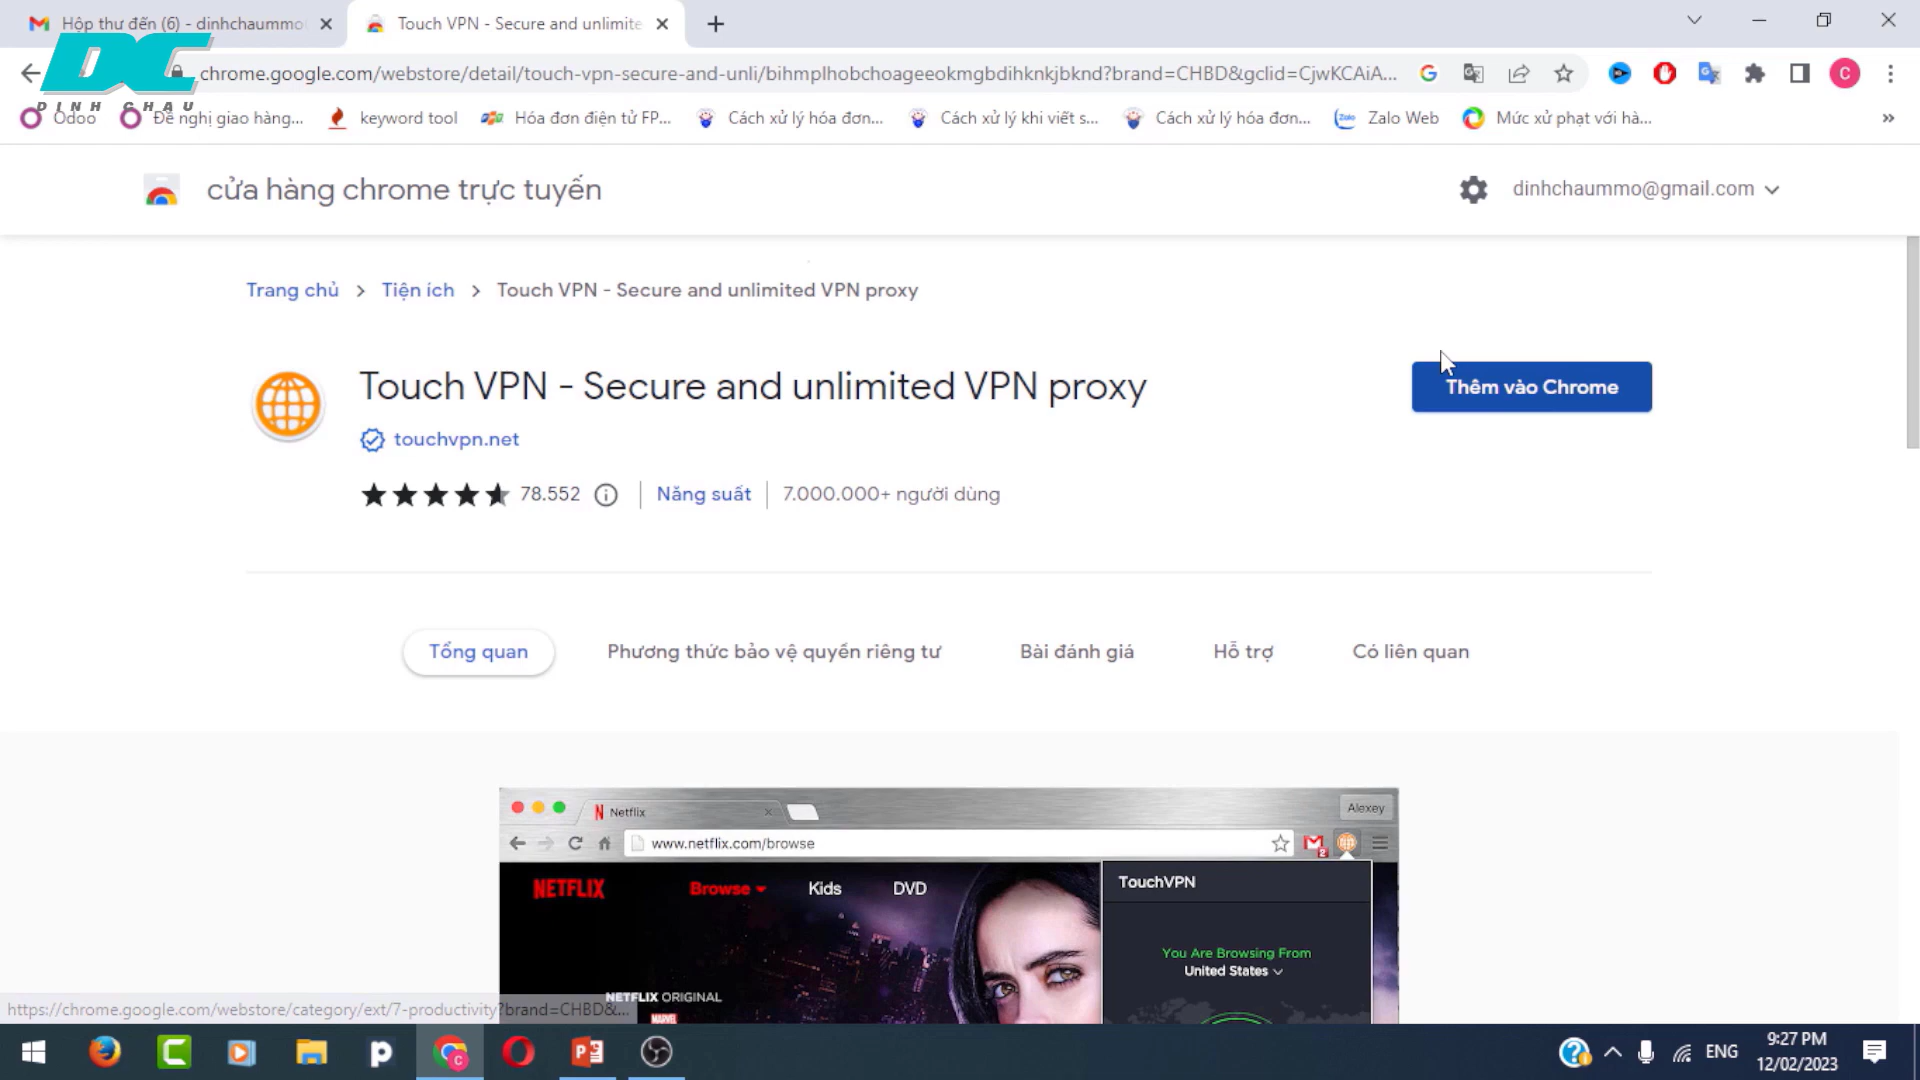 Hộp thư đến (6) - dinhchaummo
Touch VPN - Secure and unlimite
DC
DINH CHAU
chrome.google.com/webstore/detail/touch-vpn-secure-and-unli/bihmplhobchoageeokmgbdihknkjbknd?brand=CHBD&gclid=CjwKCAiA...
C
Odoo
Đề nghị giao hàng...
keyword tool
Hóa đơn điện tử FP...
Cách xử lý hóa đơn...
Cách xử lý khi viết s...
Cách xử lý hóa đơn...
Zalo Web
Mức xử phạt với hà...
cửa hàng chrome trực tuyến
dinhchaummo@gmail.com
Trang chủ > Tiện ích > Touch VPN - Secure and unlimited VPN proxy
Touch VPN - Secure and unlimited VPN proxy
Thêm vào Chrome
touchvpn.net
78.552
Năng suất
7.000.000+ người dùng
Tổng quan
Phương thức bảo vệ quyền riêng tư
Bài đánh giá
Hỗ trợ
Có liên quan
Netflix
Alexey
www.netflix.com/browse
2
NETFLIX
Browse
Kids
DVD
TouchVPN
You Are Browsing From
United States
NETFLIX ORIGINAL
MARVEL
https://chrome.google.com/webstore/category/ext/7-productivity?brand=CHBD&...
ENG
9:27 PM
12/02/2023